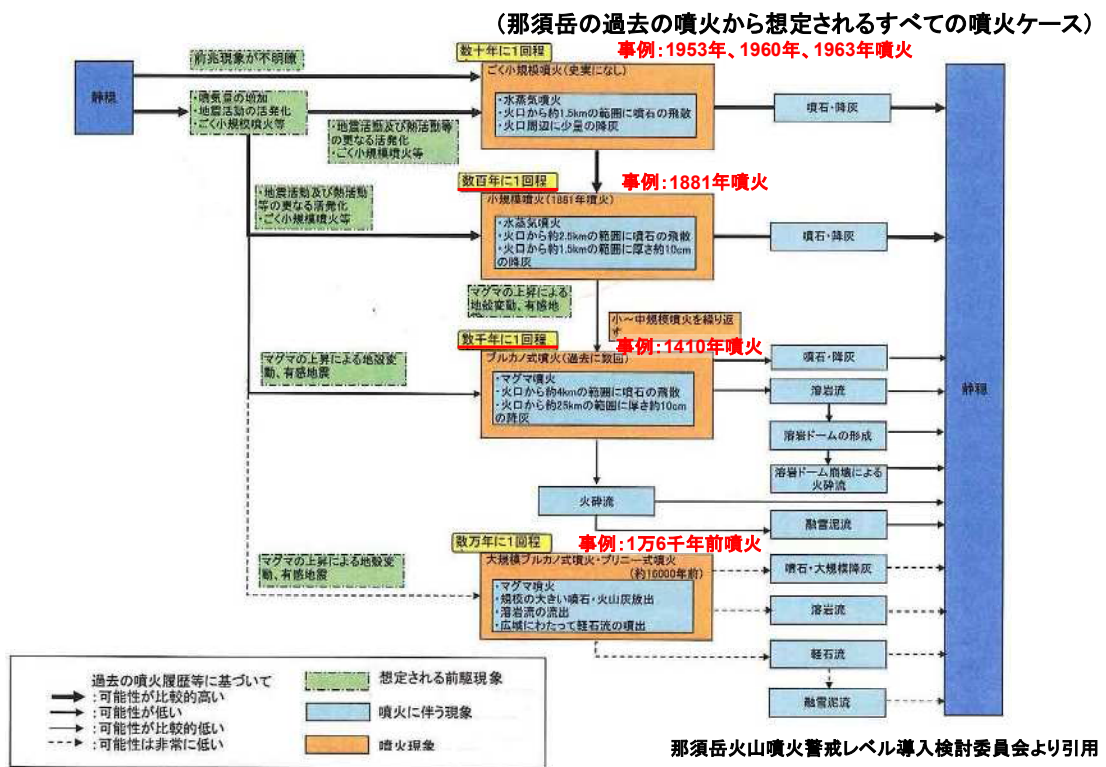 (那須岳の過去の噴火から想定されるすべての噴火ケース)
数十年に1回程
事例:1953年、1960年、1963年噴火
前兆現象が不明瞭
静穏
・噴気量の増加
・地震活動の活発化
・ごく小規模噴火等
・地震活動及び熱活動等
の更なる活発化
・ごく小規模噴火等
ごく小規模噴火(史実になし)
・水蒸気噴火
・火口から約1.5kmの範囲に噴石の飛散
・火口周辺に少量の降灰
噴石・降灰
数百年に1回程
事例:1881年噴火
・地震活動及び熱活動
等の更なる活発化
・ごく小規模噴火等
小規模噴火(1881年噴火)
・水蒸気噴火
・火口から約2.5kmの範囲に噴石の飛散
・火口から約1.5kmの範囲に厚さ約10cm
の降灰
噴石・降灰
マグマの上昇による
地殻変動、有感地
小～中規模噴火を繰り返
す
数千年に1回程
事例:1410年噴火
マグマの上昇による地殻変
動、有感地震
ブルカノ式噴火(過去に数回)
・マグマ噴火
・火口から約4kmの範囲に噴石の飛散
・火口から約25kmの範囲に厚さ約10cm
の降灰
噴石・降灰
溶岩流
溶岩ドームの形成
溶岩ドーム崩壊による
火砕流
静穏
火砕流
融雪泥流
数万年に1回程
事例:1万6千年前噴火
マグマの上昇による地殻変
動、有感地震
大規模ブルカノ式噴火・プリニー式噴火
(約16000年前)
・マグマ噴火
・規模の大きい噴石・火山灰放出
・溶岩流の流出
・広域にわたって軽石流の噴出
噴石・大規模降灰
溶岩流
軽石流
融雪泥流
過去の噴火履歴等に基づいて
:可能性が比較的高い
:可能性が低い
:可能性が比較的低い
:可能性は非常に低い
想定される前駆現象
噴火に伴う現象
噴火現象
那須岳火山噴火警戒レベル導入検討委員会より引用